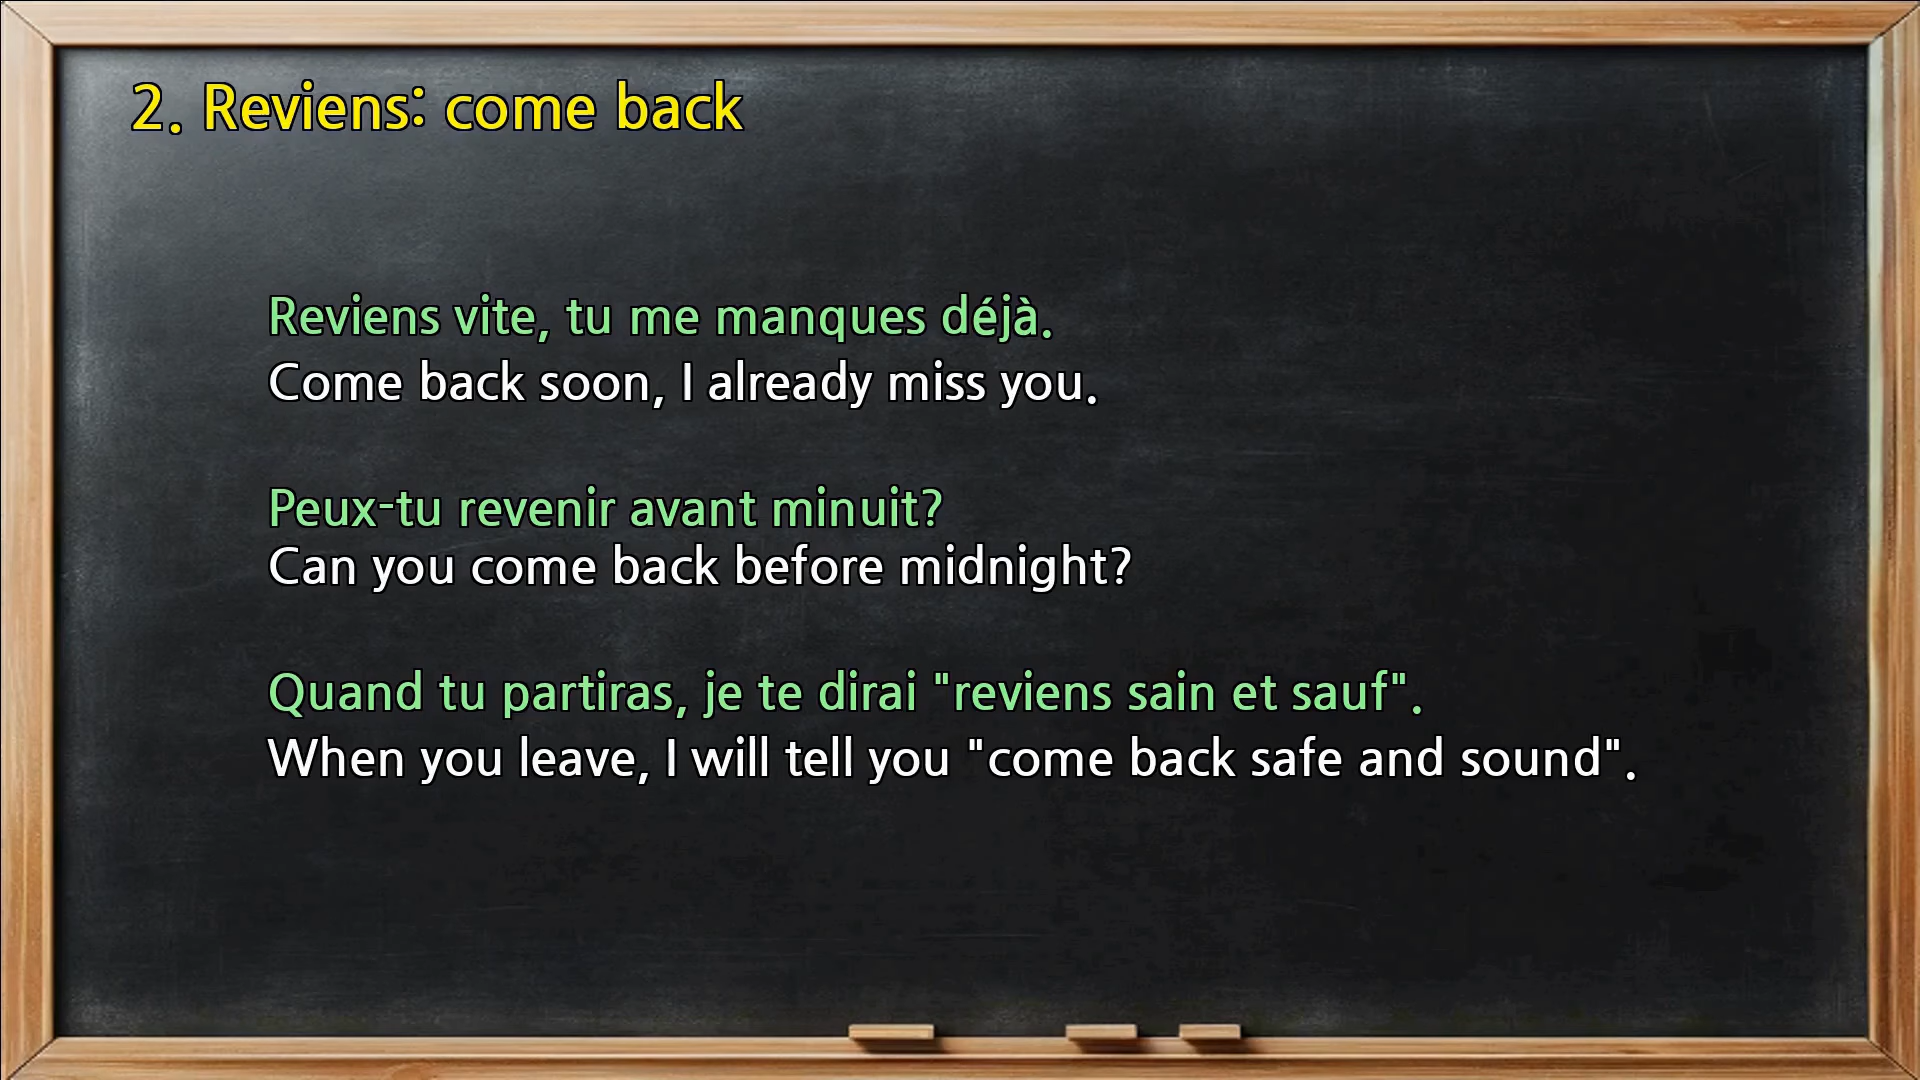 2. Reviens: come back
Reviens vite, tu me manques déjà.
Come back soon, I already miss you.
Peux-tu revenir avant minuit?
Can you come back before midnight?
Quand tu partiras, je te dirai "reviens sain et sauf".
When you leave, I will tell you "come back safe and sound".